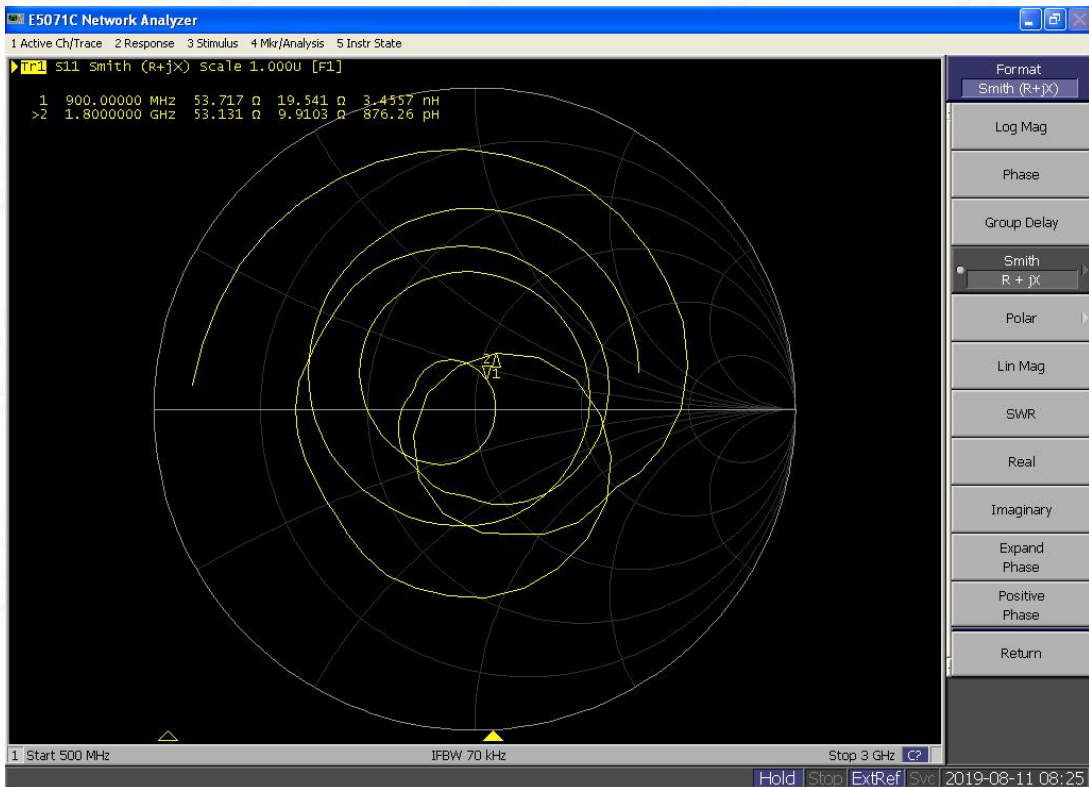 E5071C Network Analyzer
1 Active Ch/Trace 2 Response 3 Stimulus 4 Mkr/Analysis 5 Instr State
Tr1 S11 Smith (R+jX) Scale 1.000U [F1]
1 900.00000 MHz 53.717 Ω 19.541 Ω 3.4557 nH
>2 1.8000000 GHz 53.131 Ω 9.9103 Ω 876.26 pH
2
1
Format
Smith (R+jX)
Log Mag
Phase
Group Delay
Smith
R + jX
Polar
Lin Mag
SWR
Real
Imaginary
Expand
Phase
Positive
Phase
Return
1 Start 500 MHz IFBW 70 kHz Stop 3 GHz C?
Hold Stop ExtRef Svc 2019-08-11 08:25